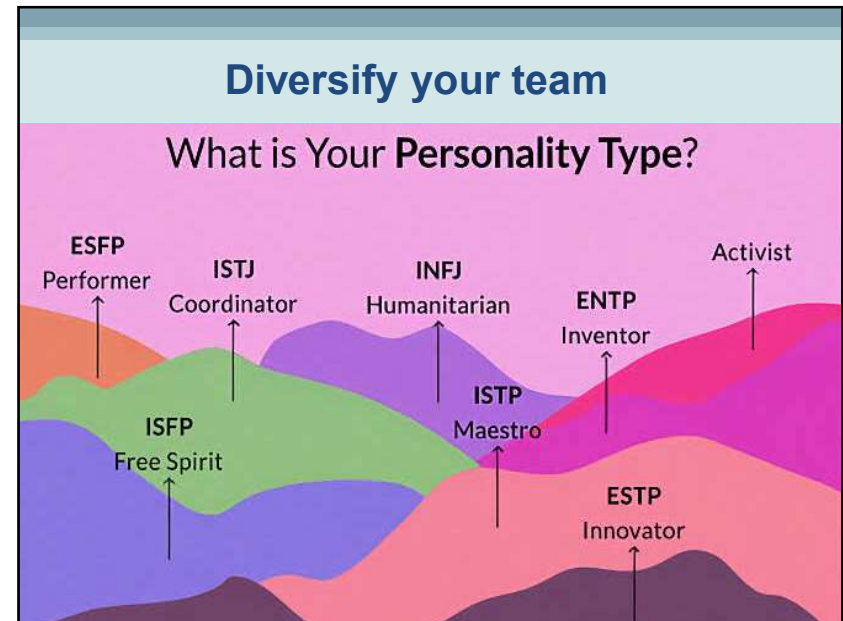 Diversify your team
What is Your Personality Type?
ESFP
Performer
ISTJ
Coordinator
INFJ
Humanitarian
ENTP
Inventor
Activist
ISFP
Free Spirit
ISTP
Maestro
ESTP
Innovator